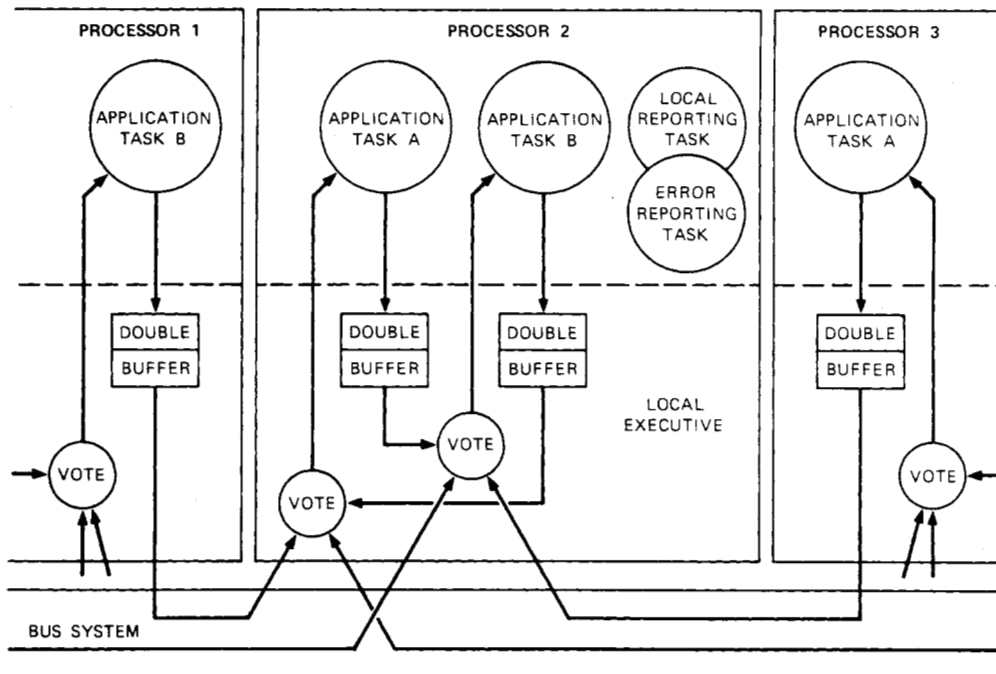 PROCESSOR 1
PROCESSOR 2
PROCESSOR 3
APPLICATION
TASK B
APPLICATION
TASK A
APPLICATION
TASK B
LOCAL
REPORTING
TASK
ERROR
REPORTING
TASK
APPLICATION
TASK A
DOUBLE
BUFFER
DOUBLE
BUFFER
DOUBLE
BUFFER
DOUBLE
BUFFER
LOCAL
EXECUTIVE
VOTE
VOTE
VOTE
VOTE
BUS SYSTEM